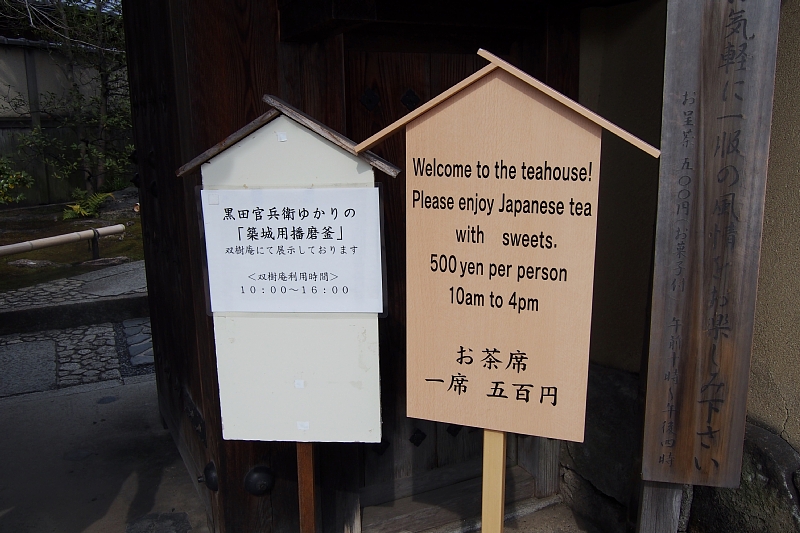 黒田官兵衛ゆかりの
「築城用播磨釜」
双樹庵にて展示しております
＜双樹庵利用時間＞
10:00～16:00
Welcome to the teahouse!
Please enjoy Japanese tea
with sweets.
500 yen per person
10am to 4pm
お茶席
一席 五百円
お気軽に一服の風情をお楽しみ下さい
お呈茶 五〇〇円 お菓子付